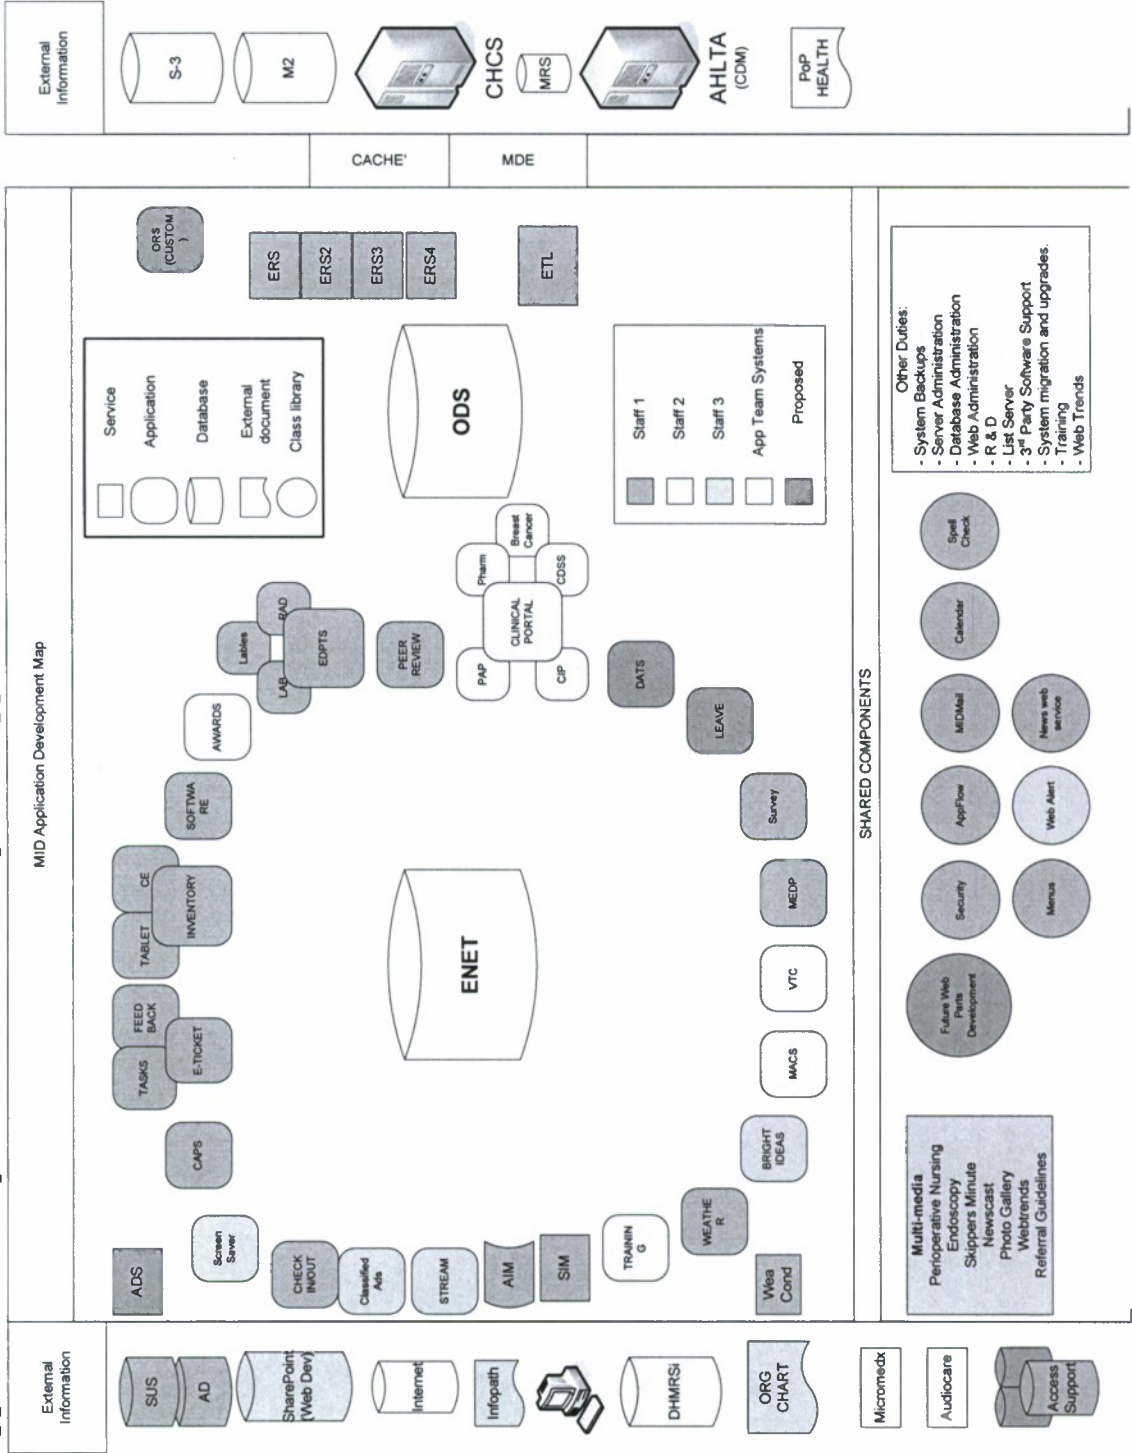 MID Application Development Map
External
Information
SUS
AD
SharePoint
(Web Dev)
Internet
Infopath
DHMRSi
ORG
CHART
Micromedx
Audiocare
Access
Support
ADS
Screen
Saver
CHECK
IN/OUT
Classified
Ads
STREAM
AIM
SIM
TRAININ
G
WEATHE
R
Wea
Cond
CAPS
TASKS
FEED
BACK
E-TICKET
TABLET
CE
INVENTORY
SOFTWA
RE
AWARDS
Lables
LAB
RAD
EDPTS
PEER
REVIEW
PAP
Pharm
Breast
Cancer
CLINICAL
PORTAL
CIP
CDSS
DATS
LEAVE
Survey
MEDP
VTC
MACS
BRIGHT
IDEAS
ENET
ODS
Service
Application
Database
External
document
Class library
Staff 1
Staff 2
Staff 3
App Team Systems
Proposed
ORS
(CUSTOM
)
ERS
ERS2
ERS3
ERS4
ETL
CACHE'
MDE
External
Information
S-3
M2
CHCS
MRS
AHLTA
(CDM)
PoP
HEALTH
SHARED COMPONENTS
Multi-media
Perioperative Nursing
Endoscopy
Skippers Minute
Newscast
Photo Gallery
Webtrends
Referral Guidelines
Future Web
Parts
Development
Security
AppFlow
MIDMail
Calendar
Spell
Check
Menus
Web Alert
News web
service
Other Duties:
- System Backups
- Server Administration
- Database Administration
- Web Administration
- R & D
- List Server
- 3rd Party Software Support
- System migration and upgrades.
- Training
- Web Trends